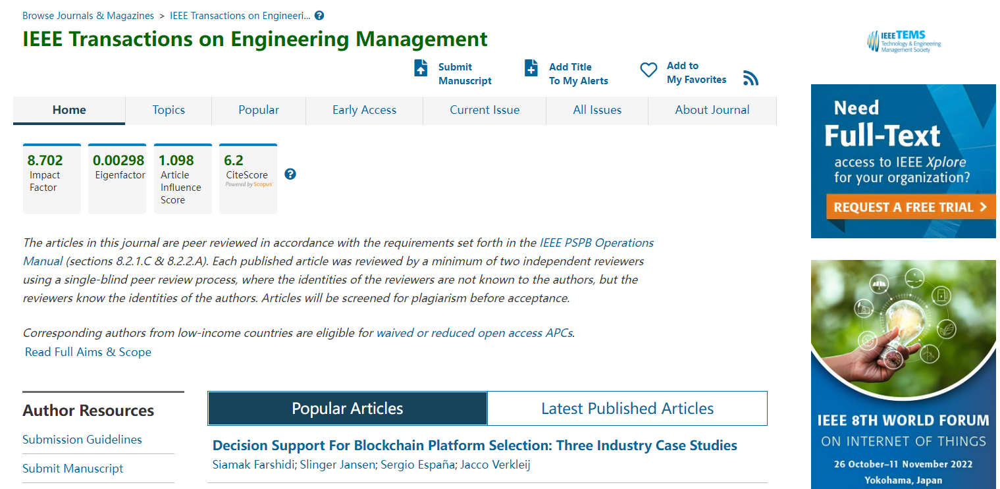 Browse Journals & Magazines > IEEE Transactions on Engineeri... ?
IEEE Transactions on Engineering Management
Submit
Manuscript
Add Title
To My Alerts
Add to
My Favorites
Home Topics Popular Early Access Current Issue All Issues About Journal
8.702
Impact
Factor
0.00298
Eigenfactor
1.098
Article
Influence
Score
6.2
CiteScore
Powered by Scopus
?
The articles in this journal are peer reviewed in accordance with the requirements set forth in the IEEE PSPB Operations
Manual (sections 8.2.1.C & 8.2.2.A). Each published article was reviewed by a minimum of two independent reviewers
using a single-blind peer review process, where the identities of the reviewers are not known to the authors, but the
reviewers know the identities of the authors. Articles will be screened for plagiarism before acceptance.
Corresponding authors from low-income countries are eligible for waived or reduced open access APCs.
Read Full Aims & Scope
Author Resources
Submission Guidelines
Submit Manuscript
Popular Articles
Latest Published Articles
Decision Support For Blockchain Platform Selection: Three Industry Case Studies
Siamak Farshidi; Slinger Jansen; Sergio España; Jacco Verkleij
IEEE TEMS
Technology & Engineering
Management Society
Need
Full-Text
access to IEEE Xplore
for your organization?
REQUEST A FREE TRIAL
IEEE 8TH WORLD FORUM
ON INTERNET OF THINGS
26 October–11 November 2022
Yokohama, Japan